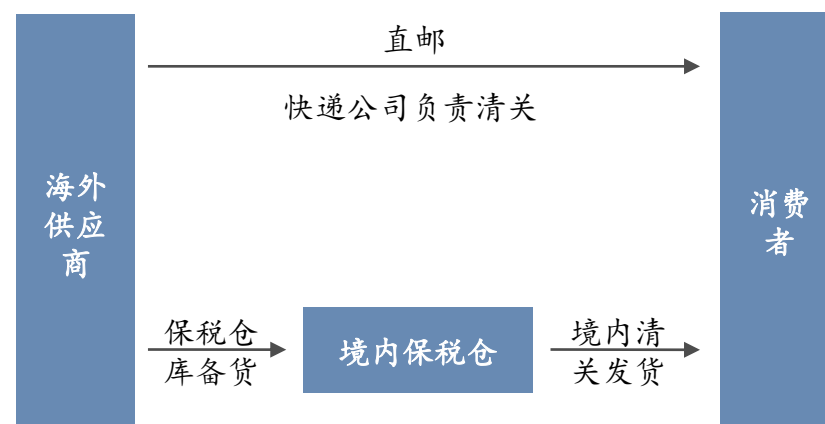 直邮
快递公司负责清关
海外
供应
商
消费
者
保税仓
库备货
境内保税仓
境内清
关发货